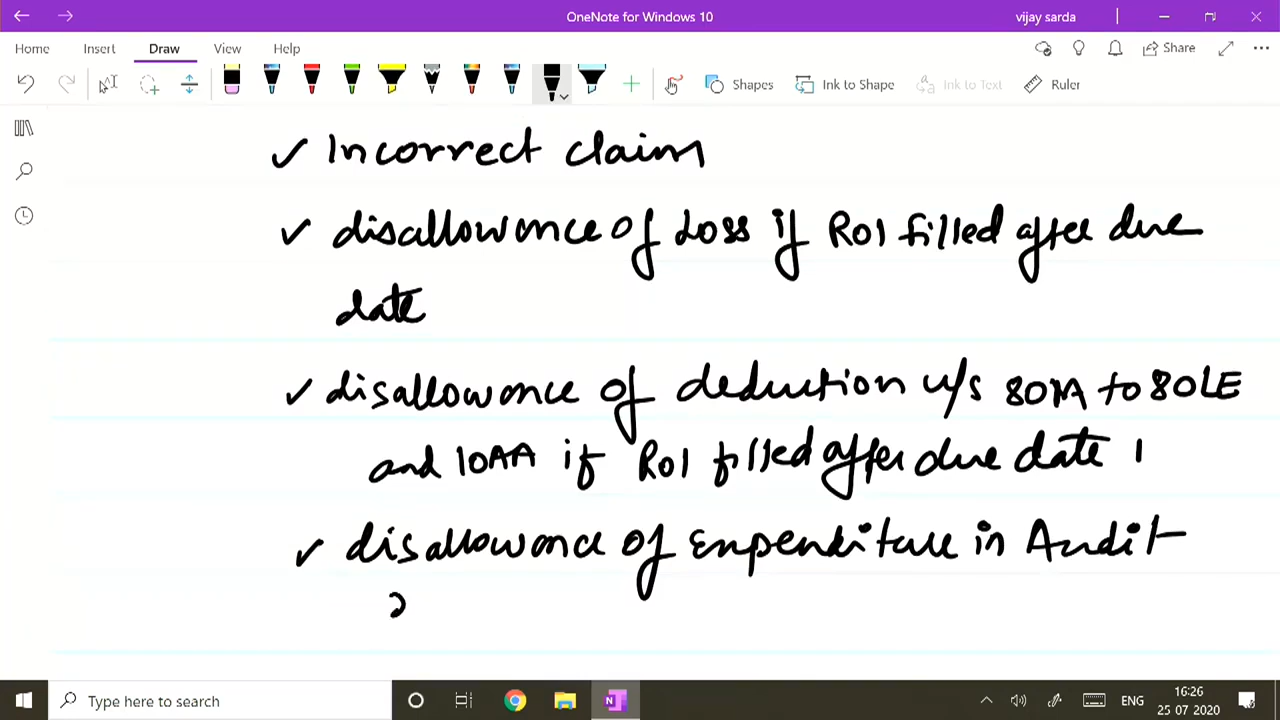 OneNote for Windows 10
vijay sarda
Home Insert Draw View Help
Share
Shapes Ink to Shape Ink to Text Ruler
✓ Incorrect claim
✓ disallowance of Loss if ROI filled after due
date
✓ disallowance of deduction u/s 80IA to 80LE
and 10AA if ROI filled after due date |
✓ disallowance of Expenditure in Audit
Type here to search
ENG
16:26
25 07 2020